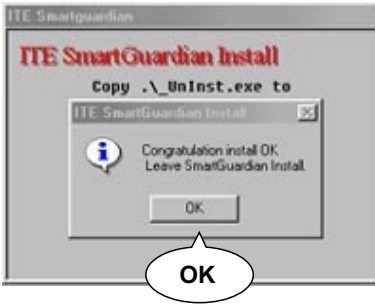 ITE Smartguardian
ITE SmartGuardian Install
Copy .\_UnInst.exe to
ITE SmartGuardian Install
Congratulation install OK
Leave SmartGuardian Install.
OK
OK